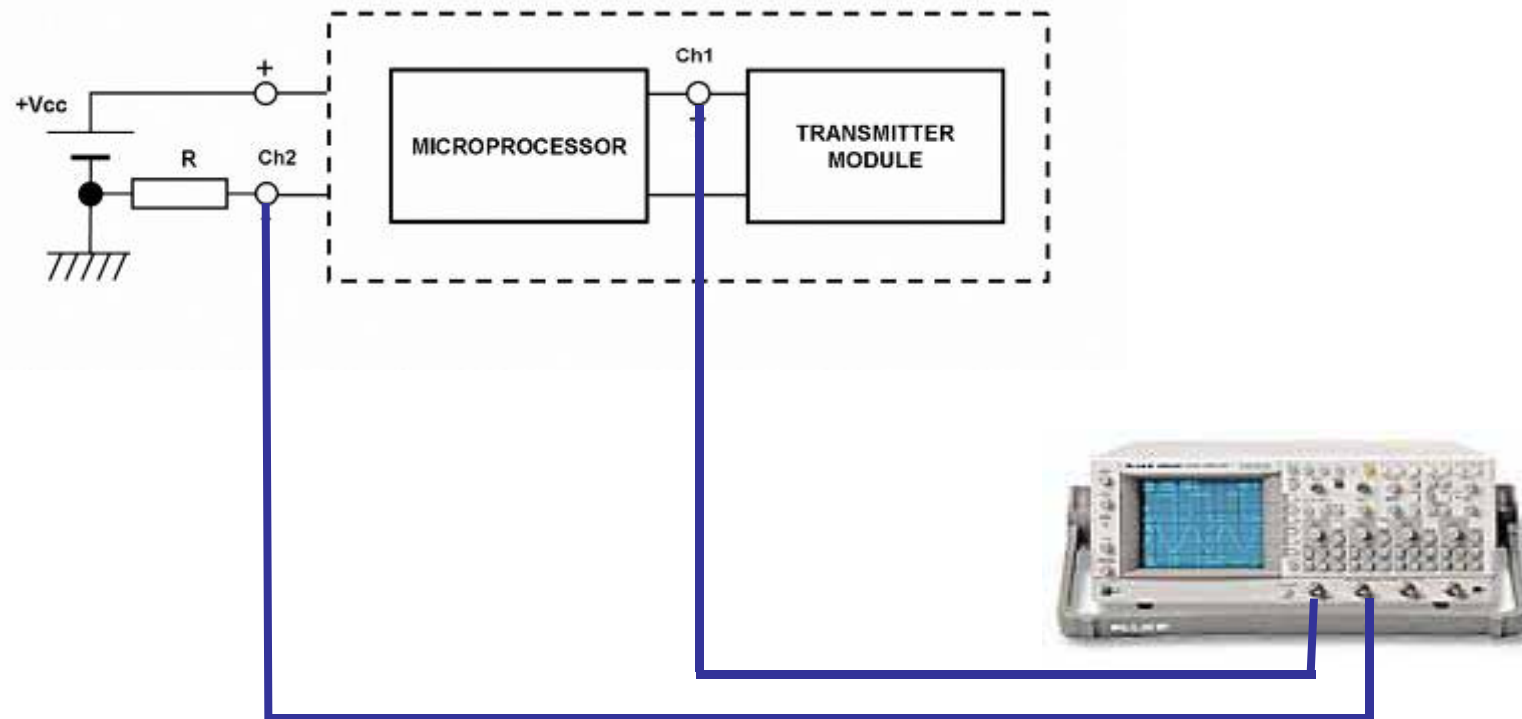 Ch1
+
+Vcc
MICROPROCESSOR
TRANSMITTER
MODULE
R
Ch2